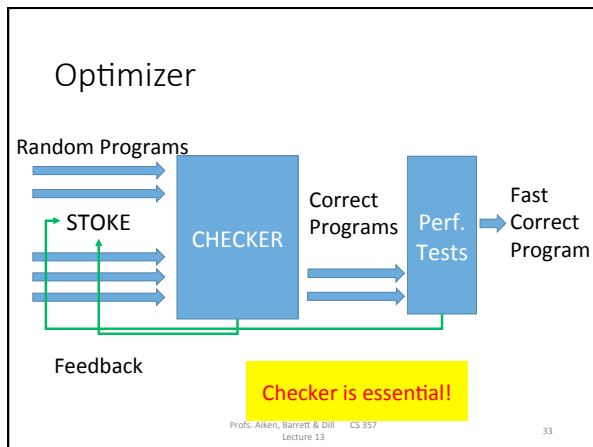 Optimizer
Random Programs
STOKE
CHECKER
Correct
Programs
Perf.
Tests
Fast
Correct
Program
Feedback
Checker is essential!
Profs. Aiken, Barrett & Dill CS 357
Lecture 13
33